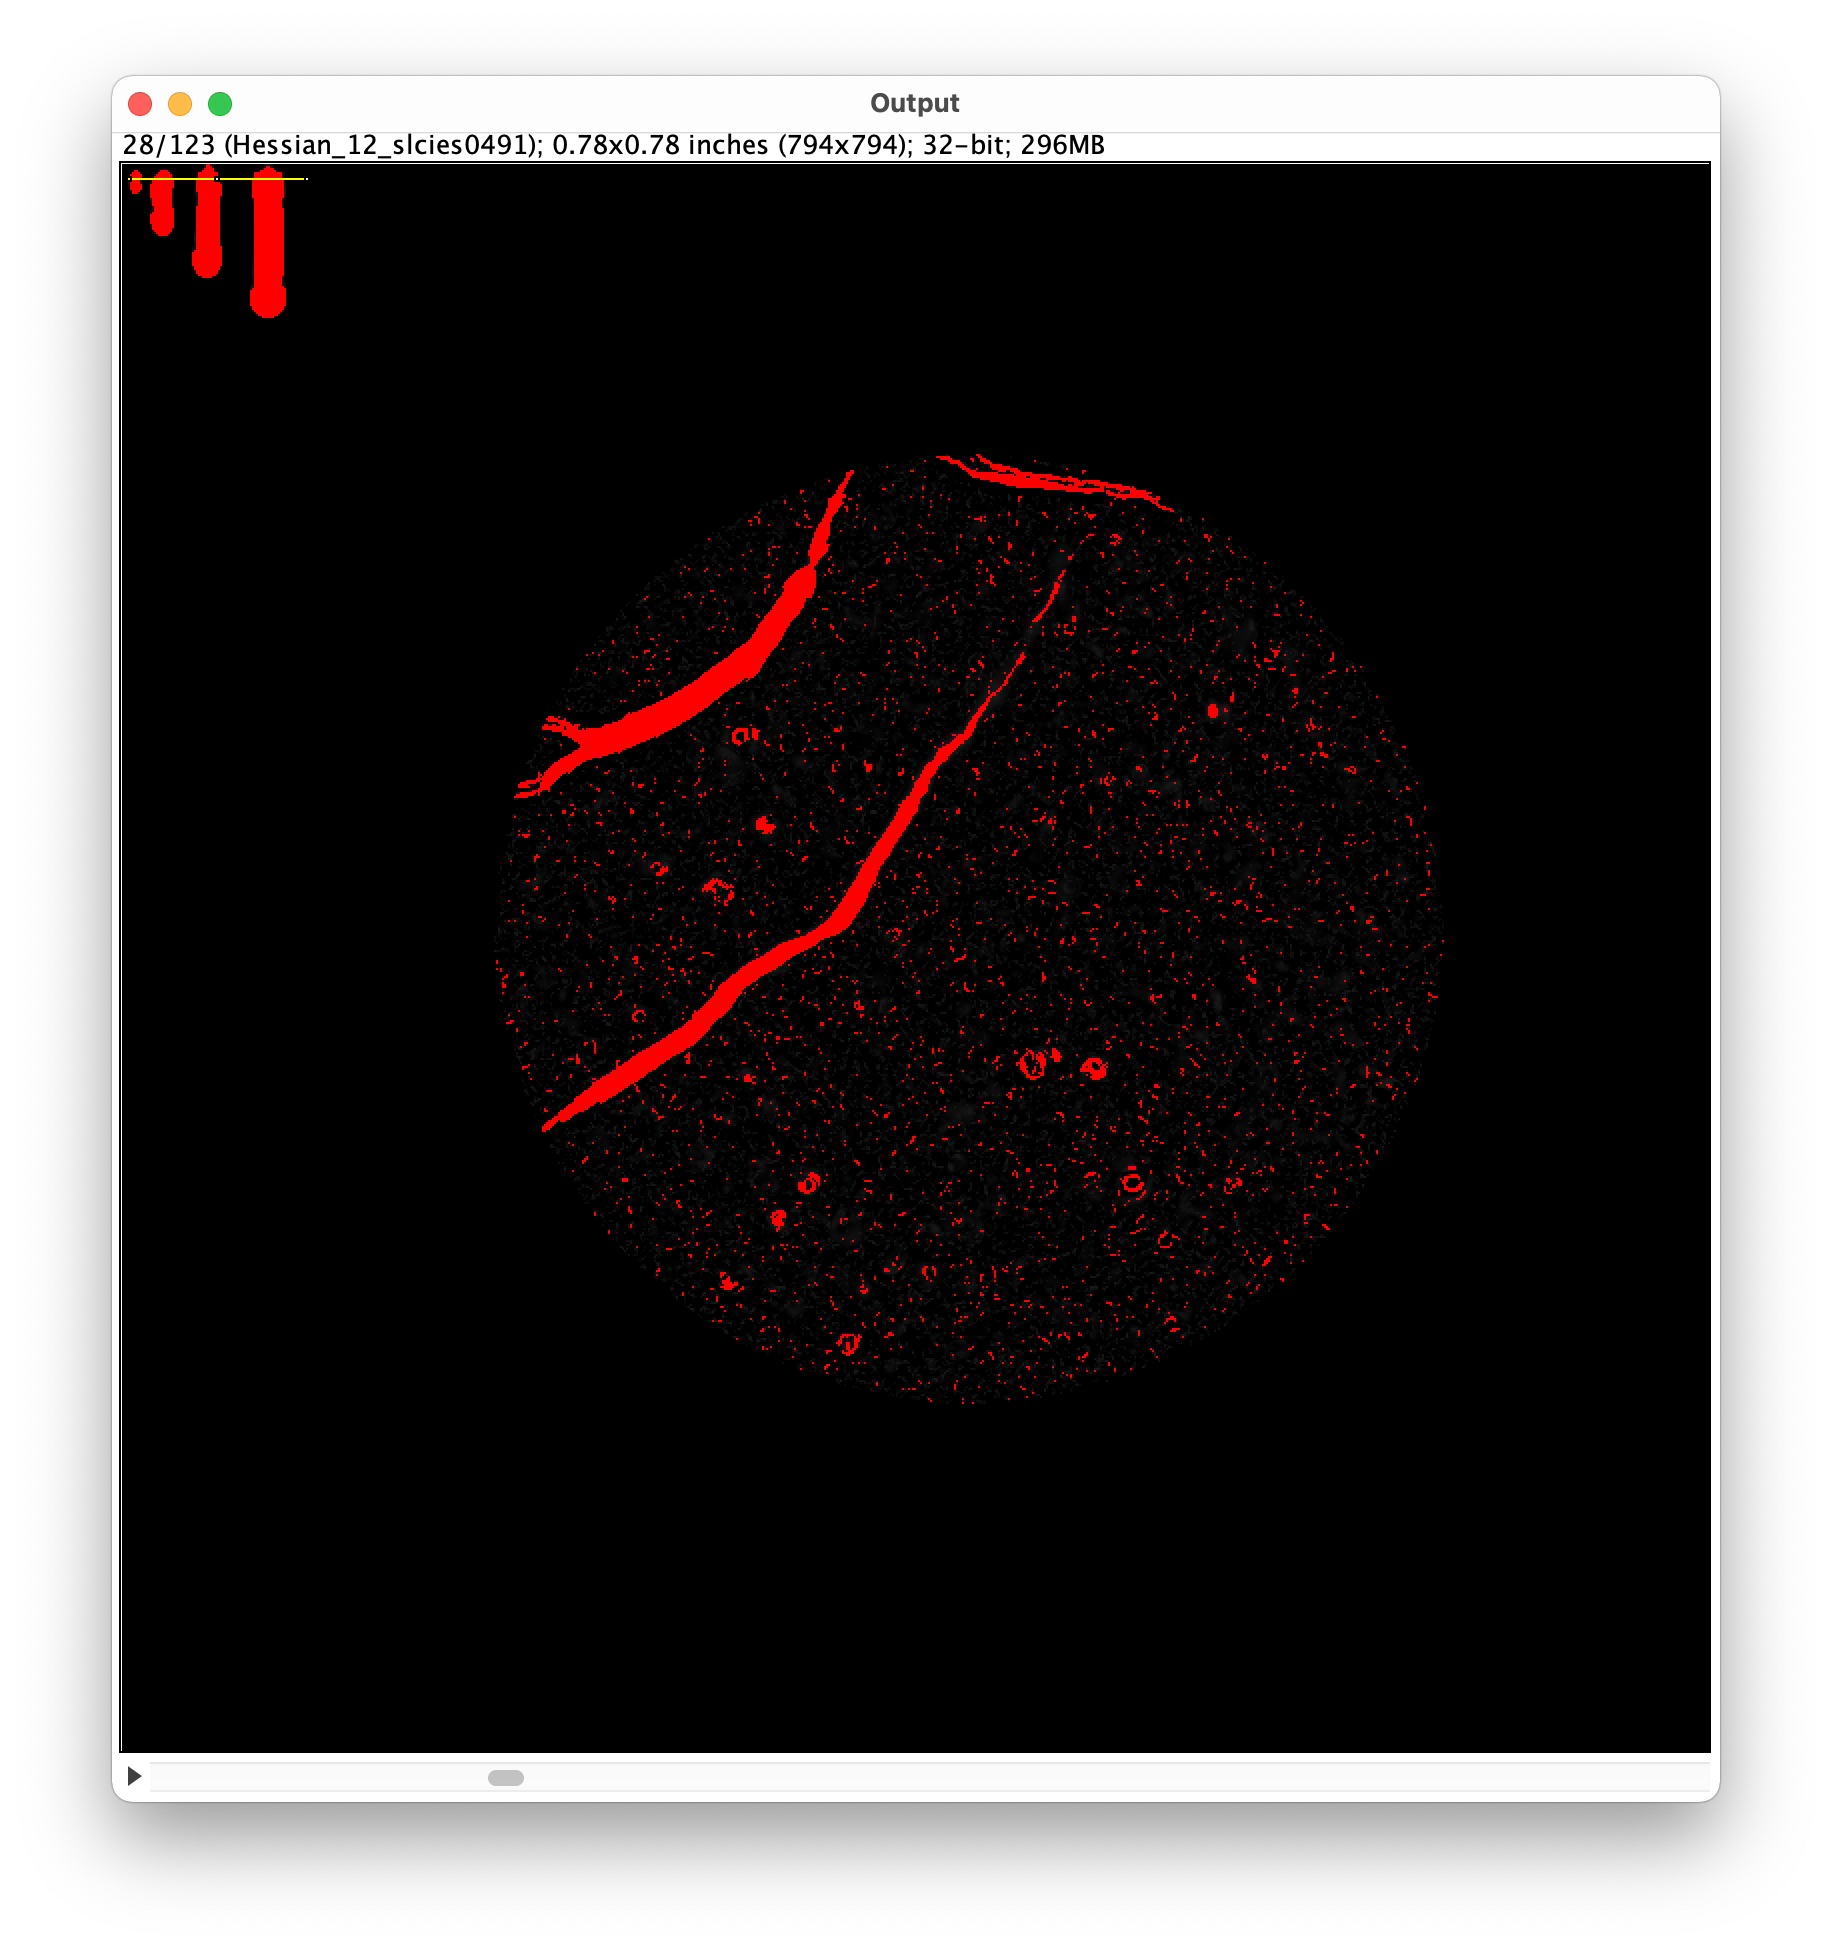 Output
28/123 (Hessian_12_slcies0491); 0.78x0.78 inches (794x794); 32-bit; 296MB